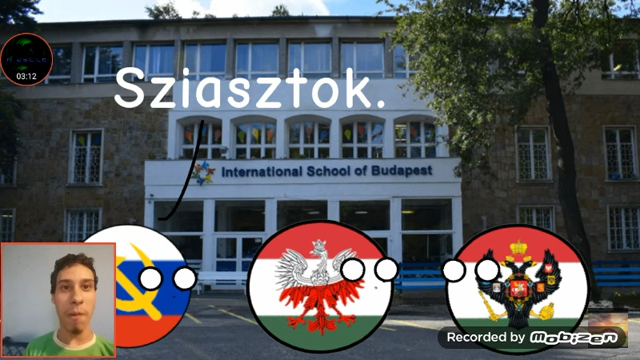 03:12
Sziasztok.
International School of Budapest
Recorded by Mobizen